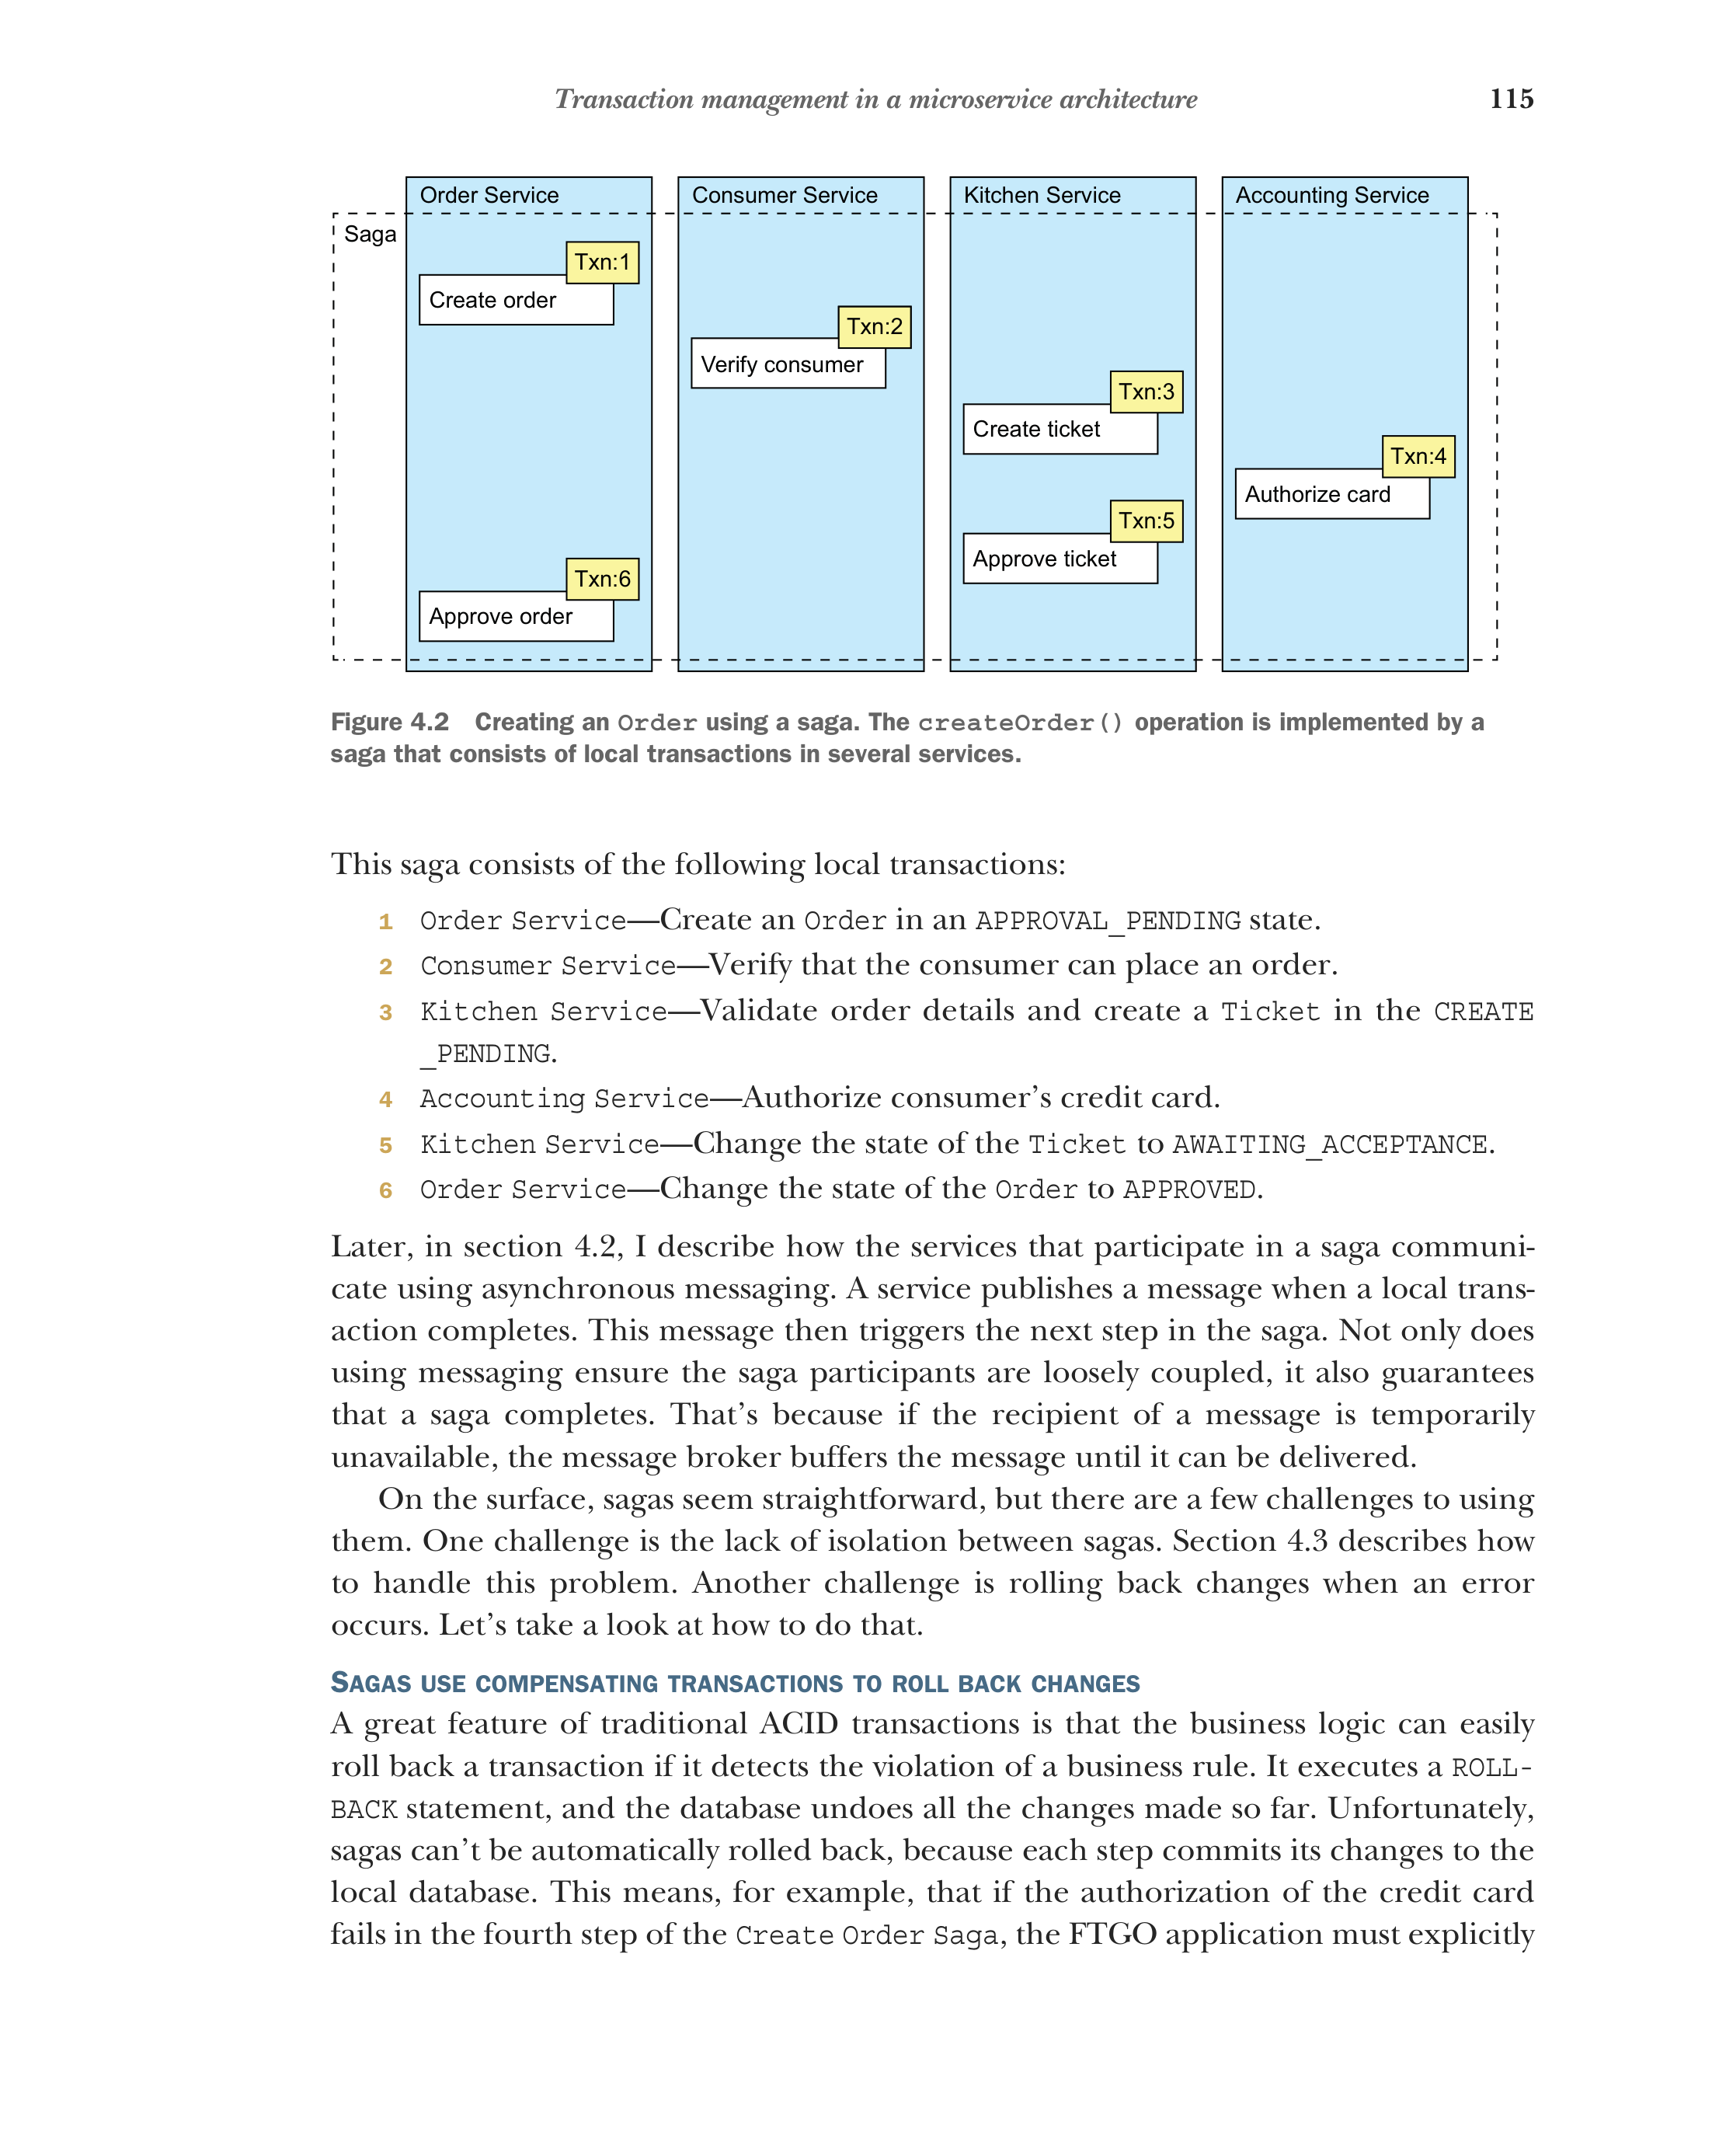 Transaction management in a microservice architecture 115
Order Service Consumer Service Kitchen Service Accounting Service
Saga
Txn:1
Create order
Txn:2
Verify consumer
Txn:3
Create ticket
Txn:4
Authorize card
Txn:5
Approve ticket
Txn:6
Approve order
Figure 4.2 Creating an Order using a saga. The createOrder() operation is implemented by a
saga that consists of local transactions in several services.
This saga consists of the following local transactions:
1 Order Service—Create an Order in an APPROVAL_PENDING state.
2 Consumer Service—Verify that the consumer can place an order.
3 Kitchen Service—Validate order details and create a Ticket in the CREATE
_PENDING.
4 Accounting Service—Authorize consumer's credit card.
5 Kitchen Service—Change the state of the Ticket to AWAITING_ACCEPTANCE.
6 Order Service—Change the state of the Order to APPROVED.
Later, in section 4.2, I describe how the services that participate in a saga communi-
cate using asynchronous messaging. A service publishes a message when a local trans-
action completes. This message then triggers the next step in the saga. Not only does
using messaging ensure the saga participants are loosely coupled, it also guarantees
that a saga completes. That's because if the recipient of a message is temporarily
unavailable, the message broker buffers the message until it can be delivered.
On the surface, sagas seem straightforward, but there are a few challenges to using
them. One challenge is the lack of isolation between sagas. Section 4.3 describes how
to handle this problem. Another challenge is rolling back changes when an error
occurs. Let's take a look at how to do that.
SAGAS USE COMPENSATING TRANSACTIONS TO ROLL BACK CHANGES
A great feature of traditional ACID transactions is that the business logic can easily
roll back a transaction if it detects the violation of a business rule. It executes a ROLL-
BACK statement, and the database undoes all the changes made so far. Unfortunately,
sagas can't be automatically rolled back, because each step commits its changes to the
local database. This means, for example, that if the authorization of the credit card
fails in the fourth step of the Create Order Saga, the FTGO application must explicitly